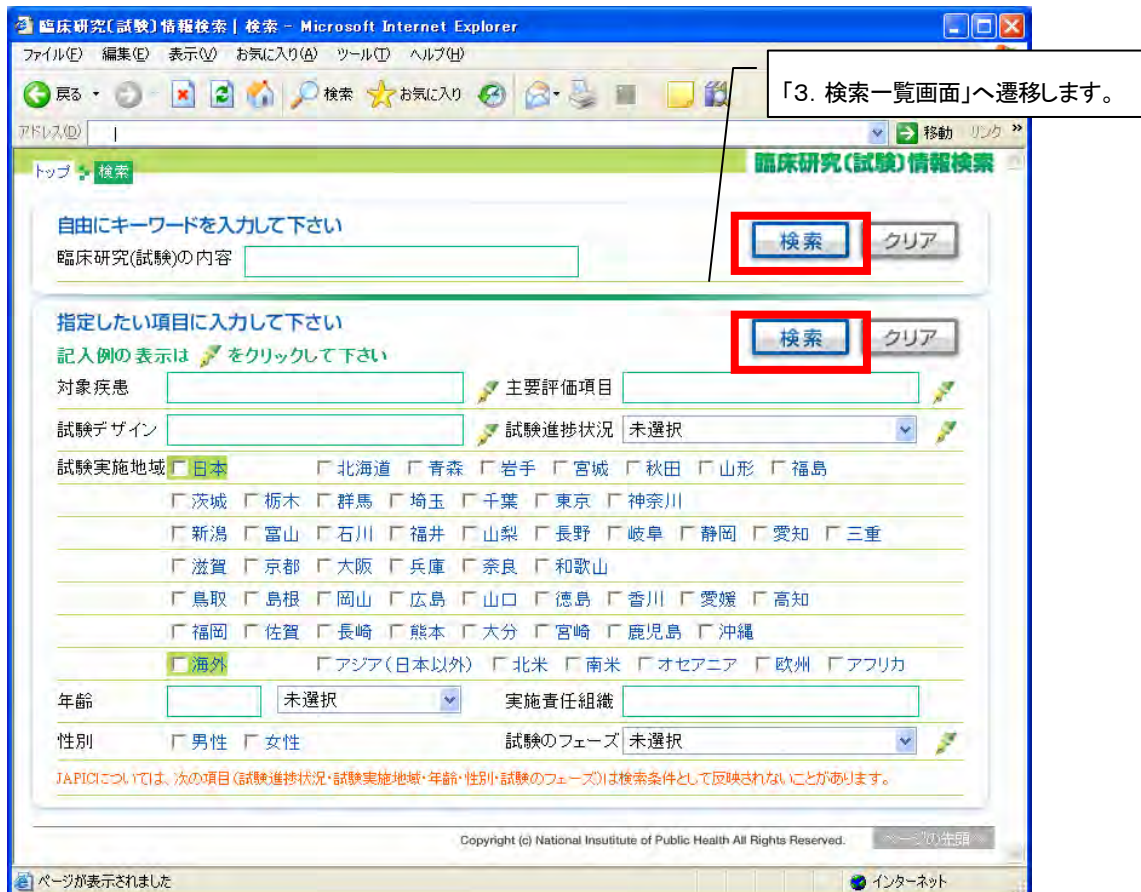 臨床研究(試験)情報検索 | 検索 - Microsoft Internet Explorer
ファイル(F) 編集(E) 表示(V) お気に入り(A) ツール(T) ヘルプ(H)
戻る 検索 お気に入り
「3．検索一覧画面」へ遷移します。
アドレス(D) 移動 リンク »
トップ 検索 臨床研究(試験)情報検索
自由にキーワードを入力して下さい
検索 クリア
臨床研究(試験)の内容
指定したい項目に入力して下さい
検索 クリア
記入例の表示は をクリックして下さい
対象疾患 主要評価項目
試験デザイン 試験進捗状況 未選択
試験実施地域 日本 北海道 青森 岩手 宮城 秋田 山形 福島
茨城 栃木 群馬 埼玉 千葉 東京 神奈川
新潟 富山 石川 福井 山梨 長野 岐阜 静岡 愛知 三重
滋賀 京都 大阪 兵庫 奈良 和歌山
鳥取 島根 岡山 広島 山口 徳島 香川 愛媛 高知
福岡 佐賀 長崎 熊本 大分 宮崎 鹿児島 沖縄
海外 アジア(日本以外) 北米 南米 オセアニア 欧州 アフリカ
年齢 未選択 実施責任組織
性別 男性 女性 試験のフェーズ 未選択
JAPICについては、次の項目(試験進捗状況・試験実施地域・年齢・性別・試験のフェーズ)は検索条件として反映されないことがあります。
Copyright (c) National Insutitute of Public Health All Rights Reserved. ページの先頭
ページが表示されました インターネット